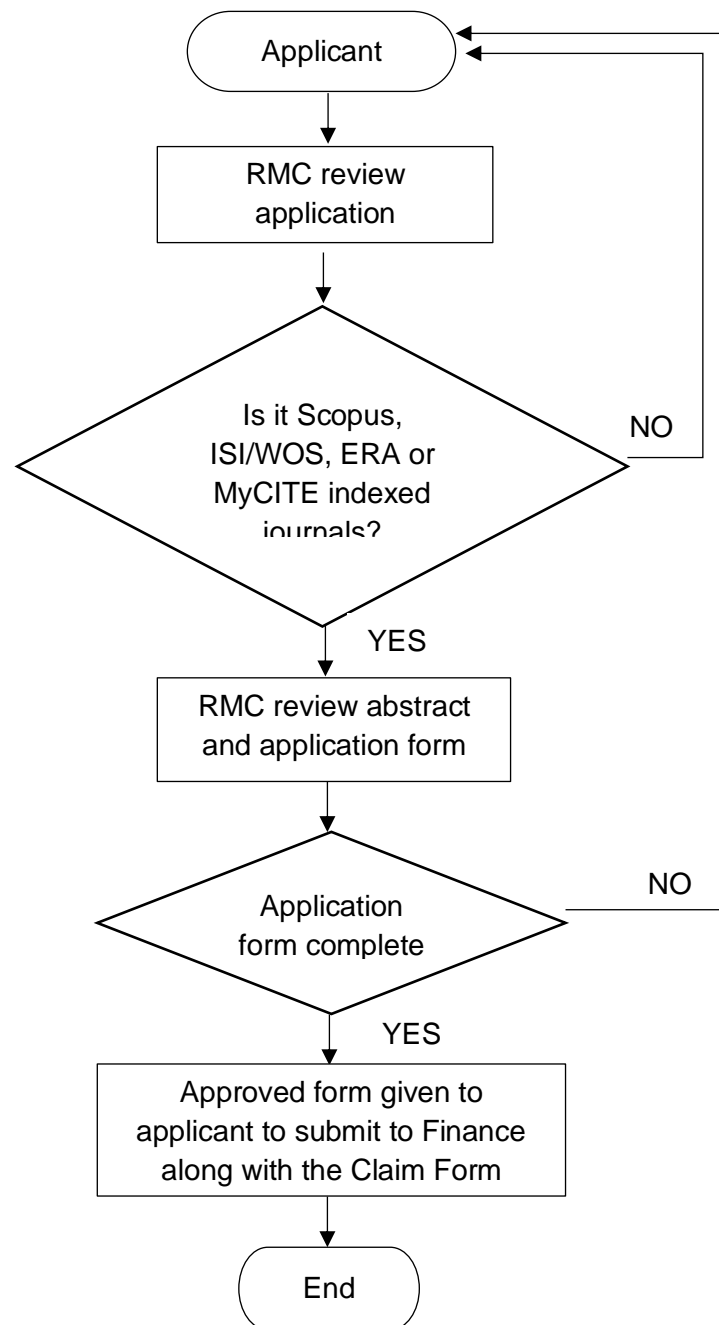 Applicant
RMC review
application
Is it Scopus,
ISI/WOS, ERA or
MyCITE indexed
journals?
NO
YES
RMC review abstract
and application form
Application
form complete
NO
YES
Approved form given to
applicant to submit to Finance
along with the Claim Form
End